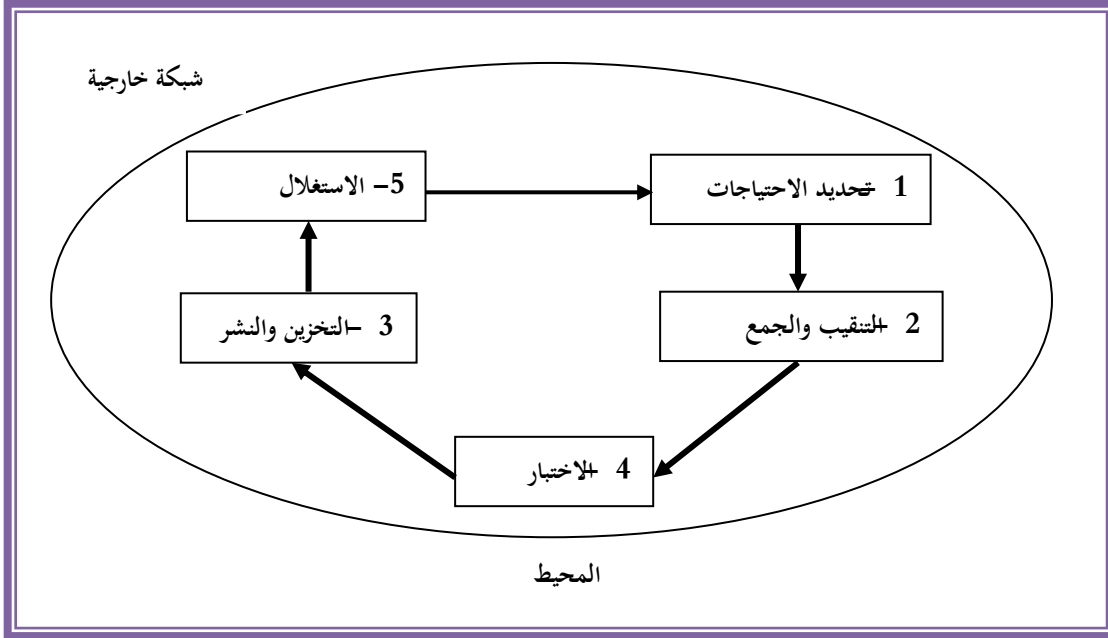 شبكة خارجية
1 -تحديد الاحتياجات
5- الاستغلال
2 -التنقيب والجمع
3 -التخزين والنشر
4 -الاختبار
المحيط